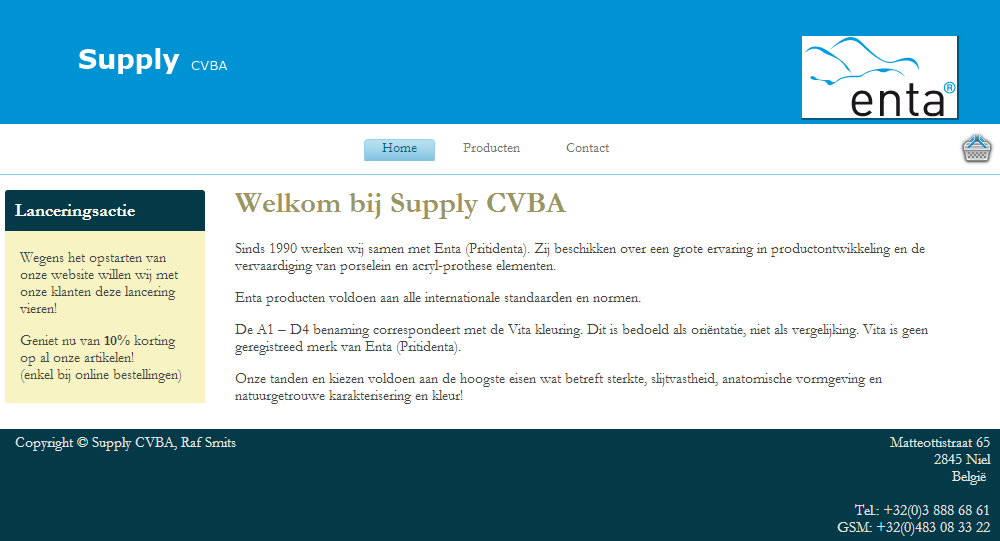 Supply CVBA
enta®
Home Producten Contact
Lanceringsactie
Wegens het opstarten van
onze website willen wij met
onze klanten deze lancering
vieren!
Geniet nu van 10% korting
op al onze artikelen!
(enkel bij online bestellingen)
Welkom bij Supply CVBA
Sinds 1990 werken wij samen met Enta (Pritidenta). Zij beschikken over een grote ervaring in productontwikkeling en de
vervaardiging van porselein en acryl-prothese elementen.
Enta producten voldoen aan alle internationale standaarden en normen.
De A1 – D4 benaming correspondeert met de Vita kleuring. Dit is bedoeld als oriëntatie, niet als vergelijking. Vita is geen
geregistreed merk van Enta (Pritidenta).
Onze tanden en kiezen voldoen aan de hoogste eisen wat betreft sterkte, slijtvastheid, anatomische vormgeving en
natuurgetrouwe karakterisering en kleur!
Copyright © Supply CVBA, Raf Smits
Matteottistraat 65
2845 Niel
België
Tel.: +32(0)3 888 68 61
GSM: +32(0)483 08 33 22